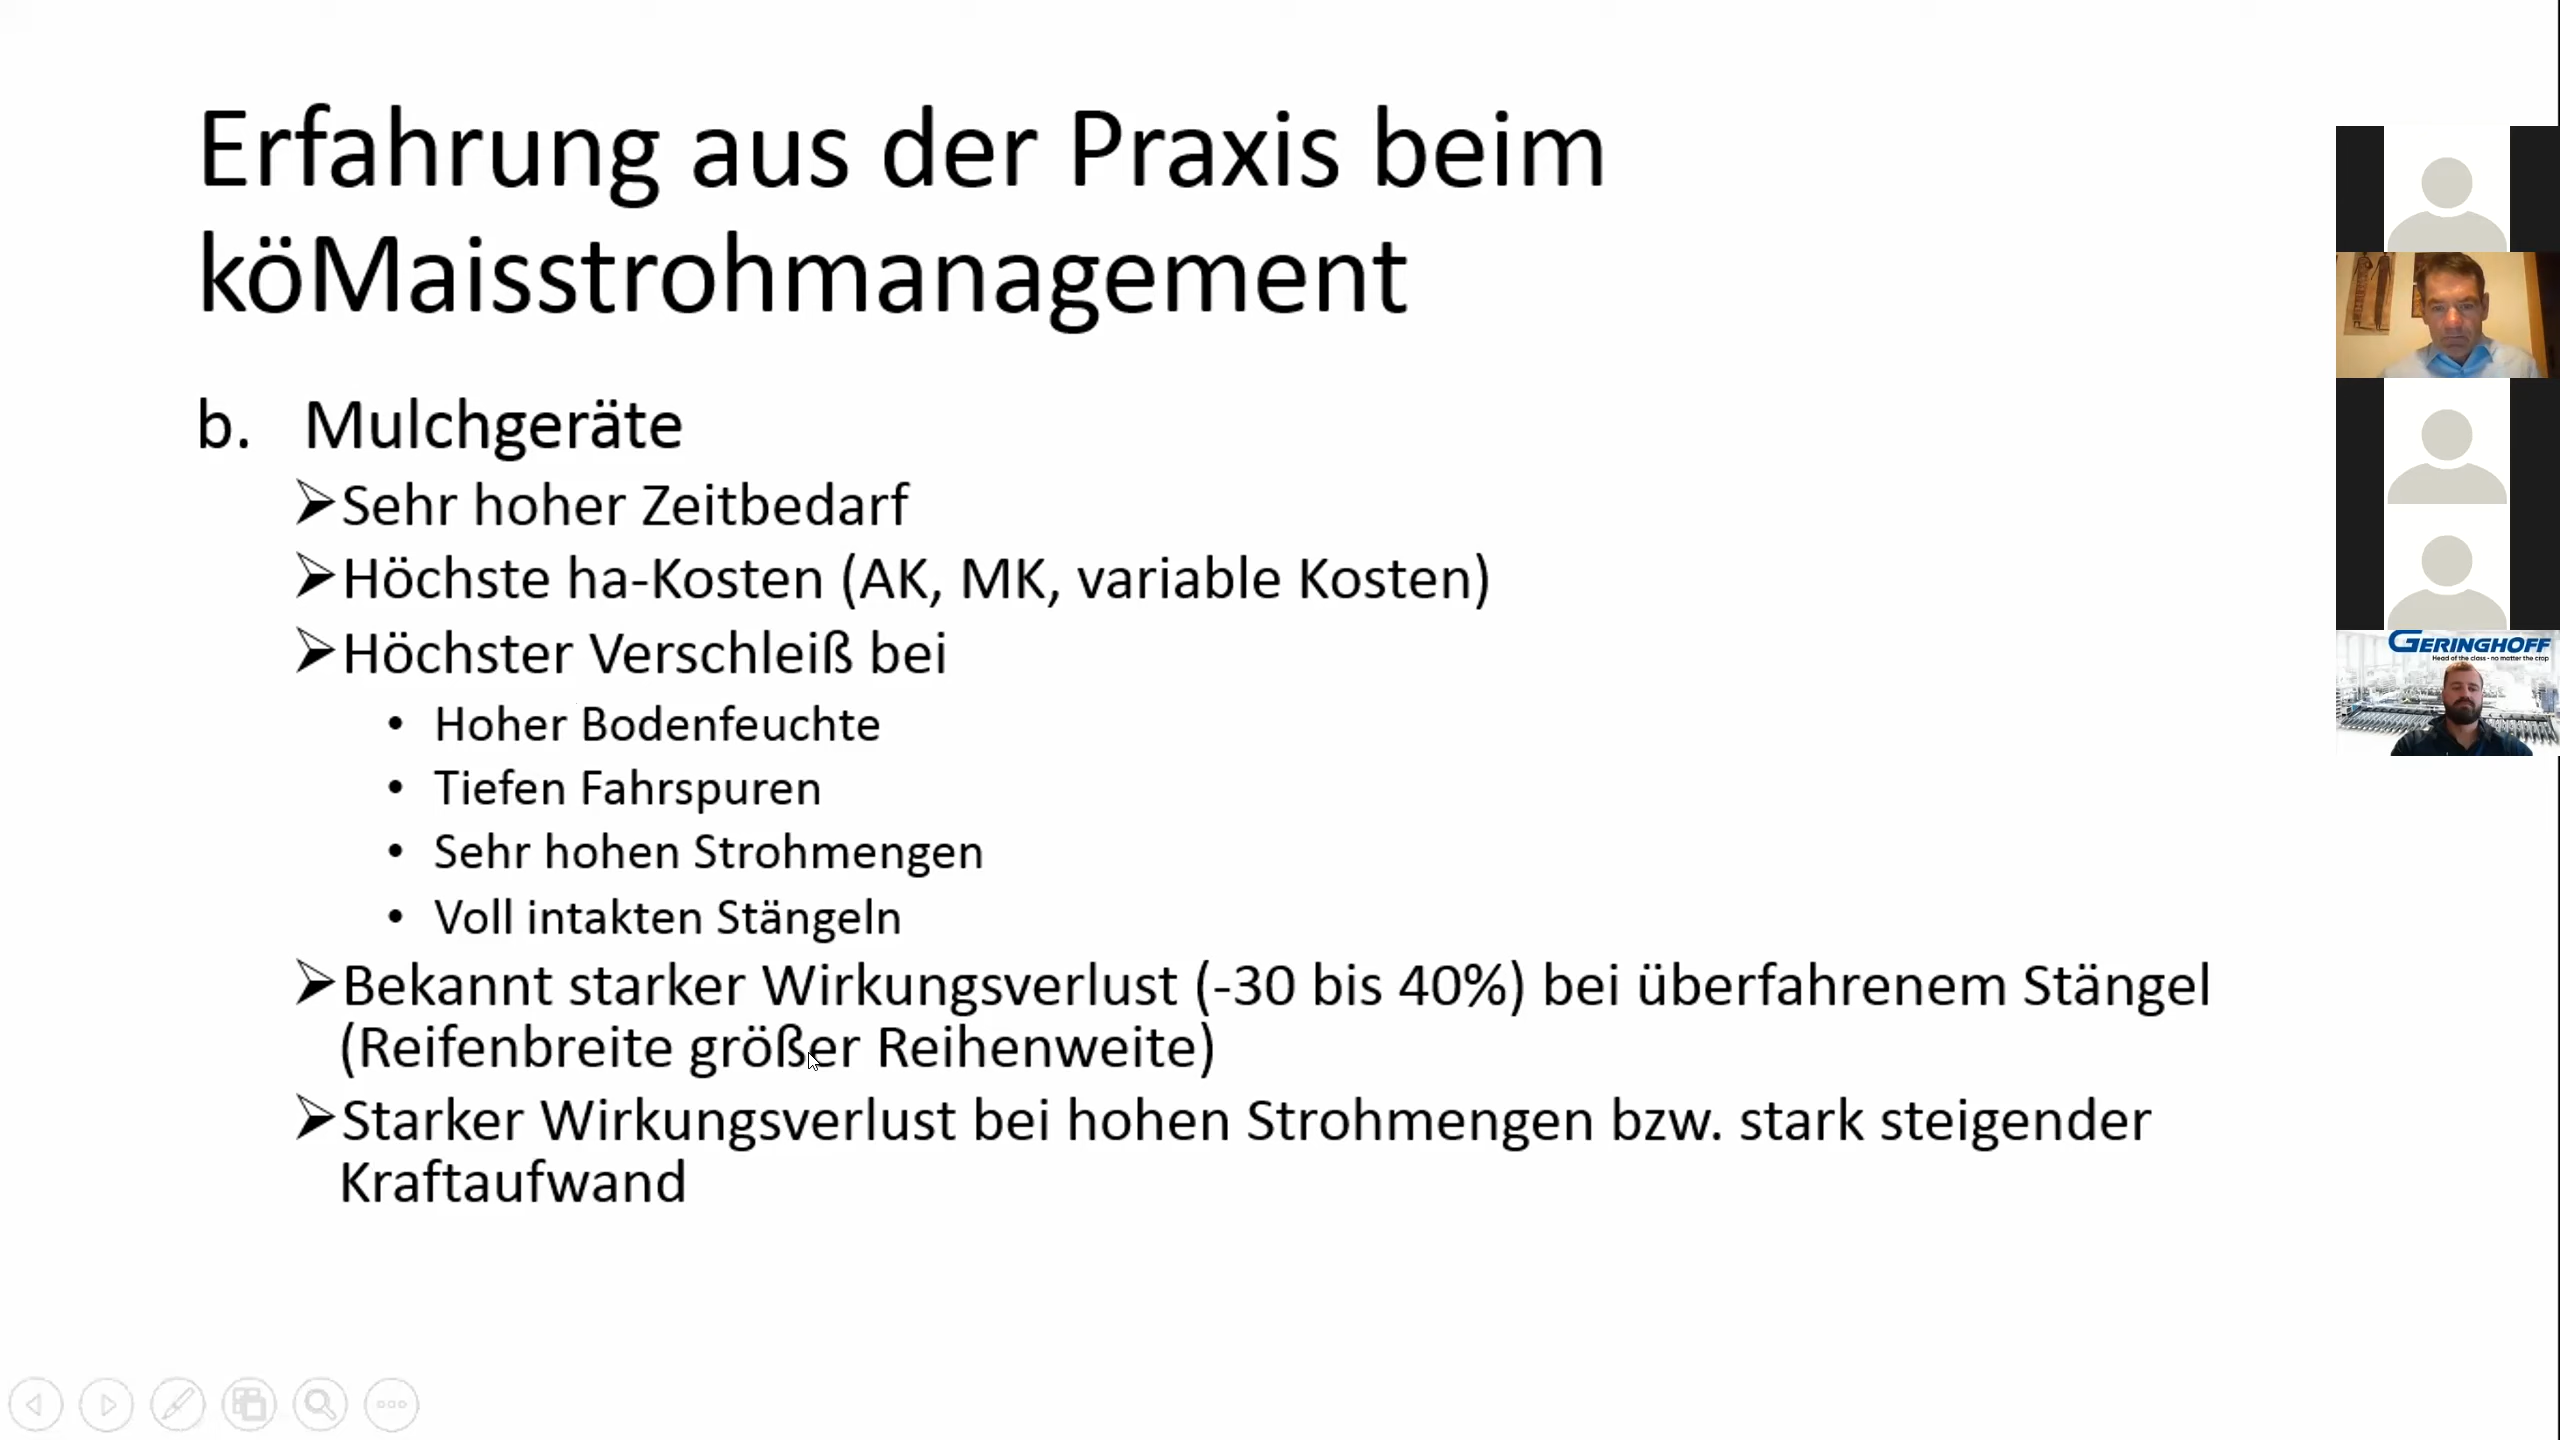 Erfahrung aus der Praxis beim
köMaisstrohmanagement
b. Mulchgeräte
➢Sehr hoher Zeitbedarf
➢Höchste ha-Kosten (AK, MK, variable Kosten)
➢Höchster Verschleiß bei
• Hoher Bodenfeuchte
• Tiefen Fahrspuren
• Sehr hohen Strohmengen
• Voll intakten Stängeln
➢Bekannt starker Wirkungsverlust (-30 bis 40%) bei überfahrenem Stängel
(Reifenbreite größer Reihenweite)
➢Starker Wirkungsverlust bei hohen Strohmengen bzw. stark steigender
Kraftaufwand
GERINGHOFF
Head of the class - no matter the crop